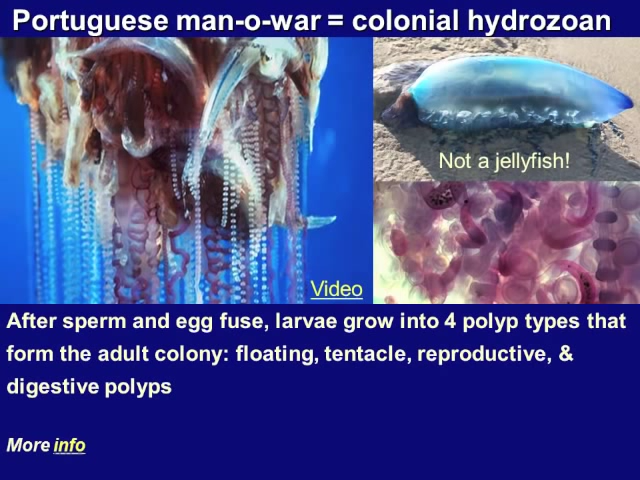 Portuguese man-o-war = colonial hydrozoan
Not a jellyfish!
Video
After sperm and egg fuse, larvae grow into 4 polyp types that
form the adult colony: floating, tentacle, reproductive, &
digestive polyps
More info